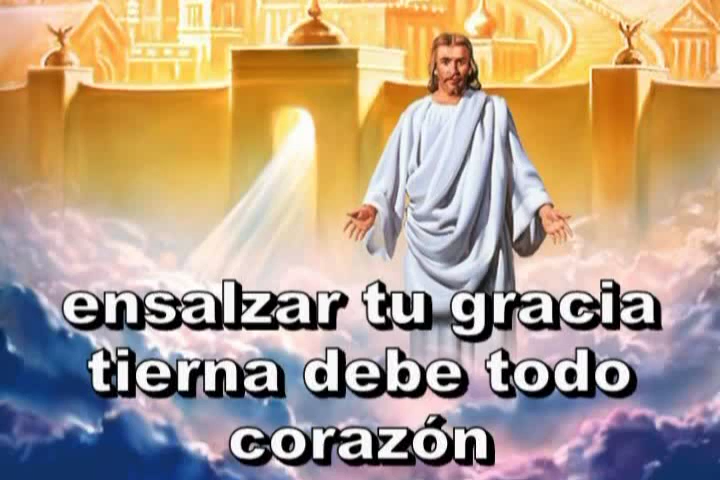 ensalzar tu gracia
tierna debe todo
corazón